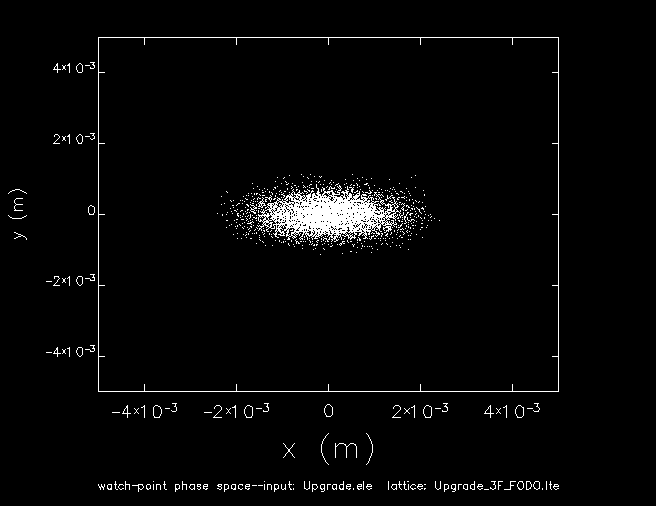 4×10⁻³
2×10⁻³
0
−2×10⁻³
−4×10⁻³
y (m)
−4×10⁻³ −2×10⁻³ 0 2×10⁻³ 4×10⁻³
x (m)
watch-point phase space--input: Upgrade.ele lattice: Upgrade_3F_FODO.lte